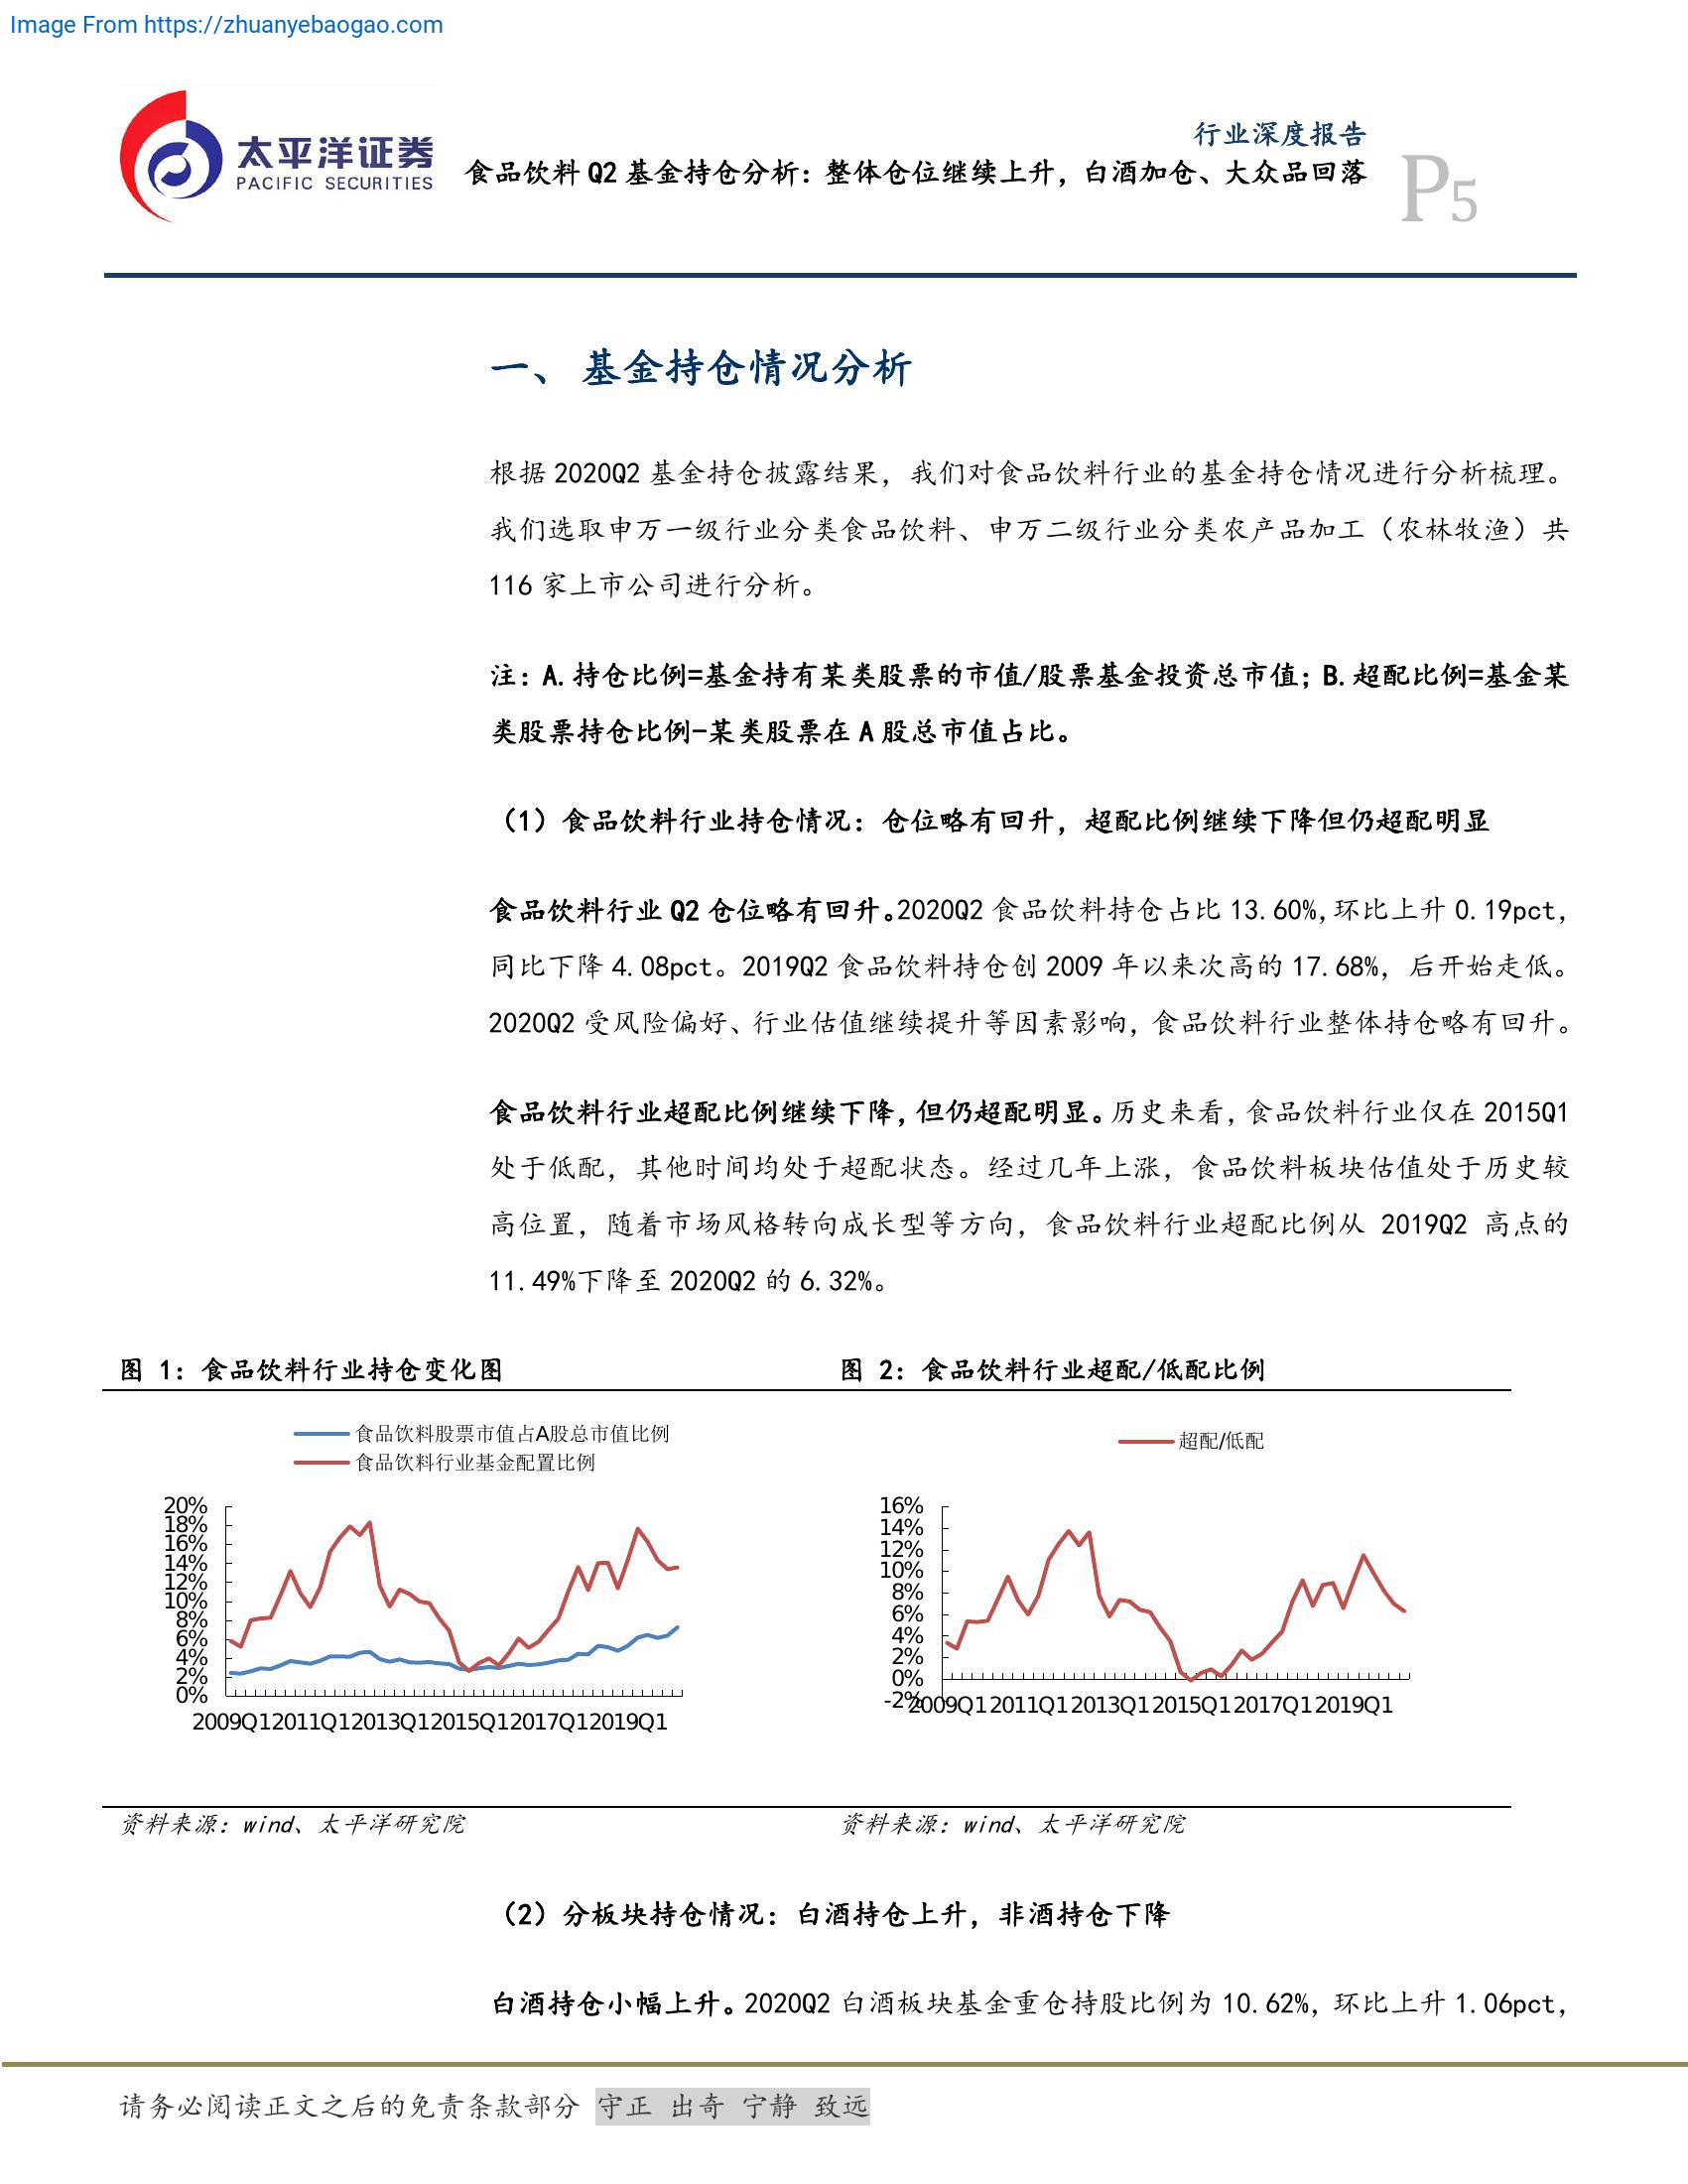 Image From https://zhuanyebaogao.com
太平洋证券
PACIFIC SECURITIES
行业深度报告
食品饮料 Q2 基金持仓分析：整体仓位继续上升，白酒加仓、大众品回落
P5
一、 基金持仓情况分析
根据 2020Q2 基金持仓披露结果，我们对食品饮料行业的基金持仓情况进行分析梳理。
我们选取申万一级行业分类食品饮料、申万二级行业分类农产品加工（农林牧渔）共
116 家上市公司进行分析。
注：A.持仓比例=基金持有某类股票的市值/股票基金投资总市值；B.超配比例=基金某
类股票持仓比例-某类股票在 A 股总市值占比。
（1）食品饮料行业持仓情况：仓位略有回升，超配比例继续下降但仍超配明显
食品饮料行业 Q2 仓位略有回升。2020Q2 食品饮料持仓占比 13.60%，环比上升 0.19pct，
同比下降 4.08pct。2019Q2 食品饮料持仓创 2009 年以来次高的 17.68%，后开始走低。
2020Q2 受风险偏好、行业估值继续提升等因素影响，食品饮料行业整体持仓略有回升。
食品饮料行业超配比例继续下降，但仍超配明显。历史来看，食品饮料行业仅在 2015Q1
处于低配，其他时间均处于超配状态。经过几年上涨，食品饮料板块估值处于历史较
高位置，随着市场风格转向成长型等方向，食品饮料行业超配比例从 2019Q2 高点的
11.49%下降至 2020Q2 的 6.32%。
图 1：食品饮料行业持仓变化图
食品饮料股票市值占A股总市值比例
食品饮料行业基金配置比例
20%
18%
16%
14%
12%
10%
8%
6%
4%
2%
0%
2009Q1 2011Q1 2013Q1 2015Q1 2017Q1 2019Q1
资料来源：wind、太平洋研究院
图 2：食品饮料行业超配/低配比例
超配/低配
16%
14%
12%
10%
8%
6%
4%
2%
0%
-2%
2009Q1 2011Q1 2013Q1 2015Q1 2017Q1 2019Q1
资料来源：wind、太平洋研究院
（2）分板块持仓情况：白酒持仓上升，非酒持仓下降
白酒持仓小幅上升。2020Q2 白酒板块基金重仓持股比例为 10.62%，环比上升 1.06pct，
请务必阅读正文之后的免责条款部分 守正 出奇 宁静 致远